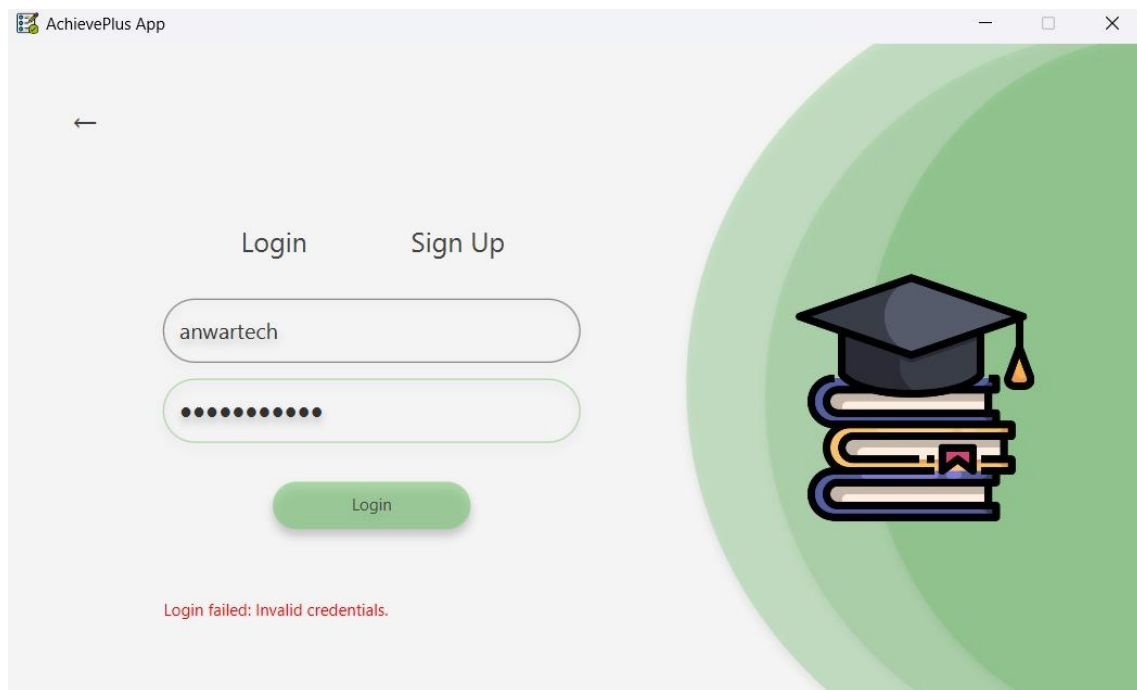 AchievePlus App
←
Login Sign Up
anwartech
●●●●●●●●●●●
Login
Login failed: Invalid credentials.